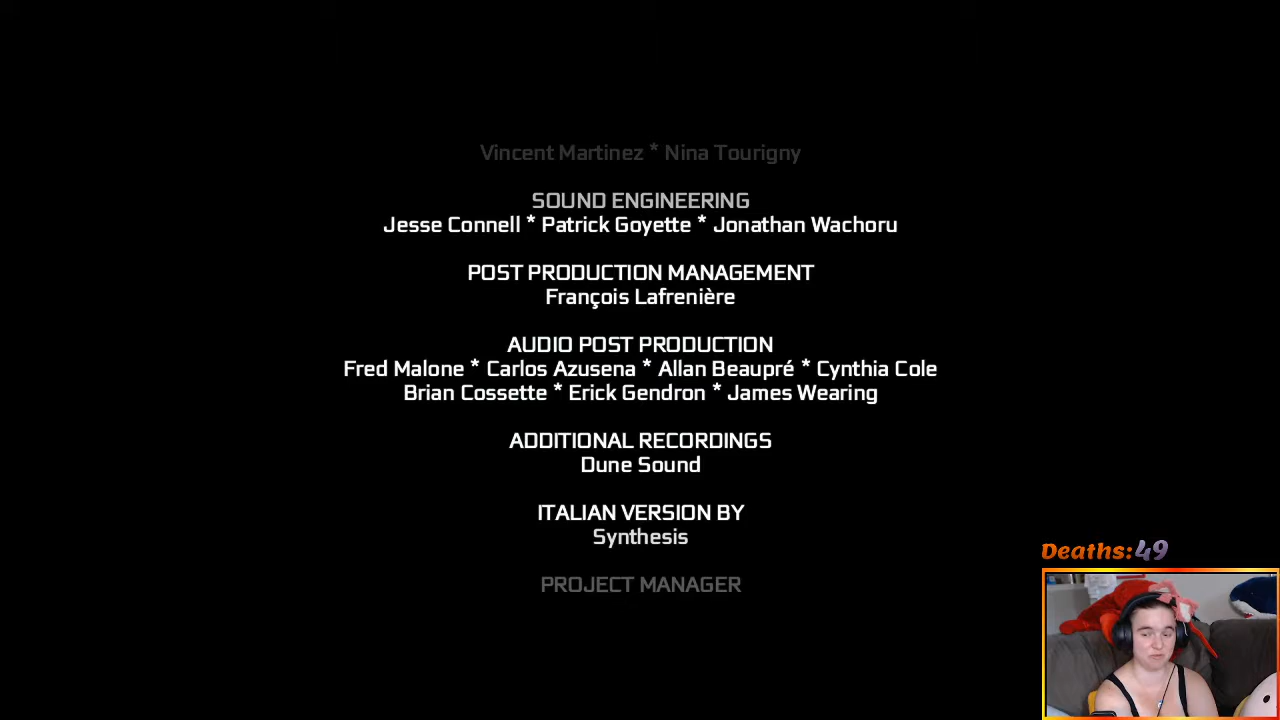 Vincent Martinez * Nina Tourigny
SOUND ENGINEERING
Jesse Connell * Patrick Goyette * Jonathan Wachoru
POST PRODUCTION MANAGEMENT
François Lafrenière
AUDIO POST PRODUCTION
Fred Malone * Carlos Azusena * Allan Beaupré * Cynthia Cole
Brian Cossette * Erick Gendron * James Wearing
ADDITIONAL RECORDINGS
Dune Sound
ITALIAN VERSION BY
Synthesis
PROJECT MANAGER
Deaths:49